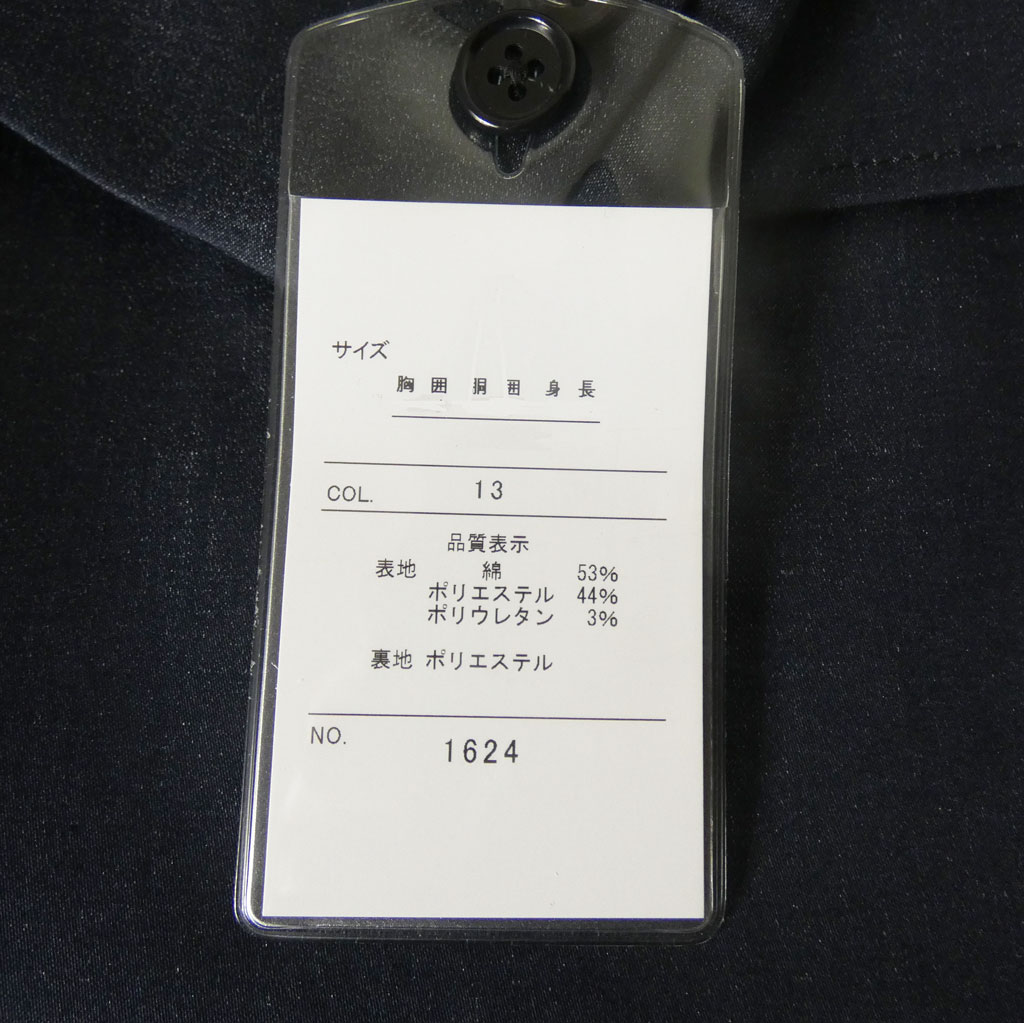 サイズ
胸囲 胴囲 身長
COL. 13
品質表示
表地 綿 53%
ポリエステル 44%
ポリウレタン 3%
裏地 ポリエステル
NO. 1624